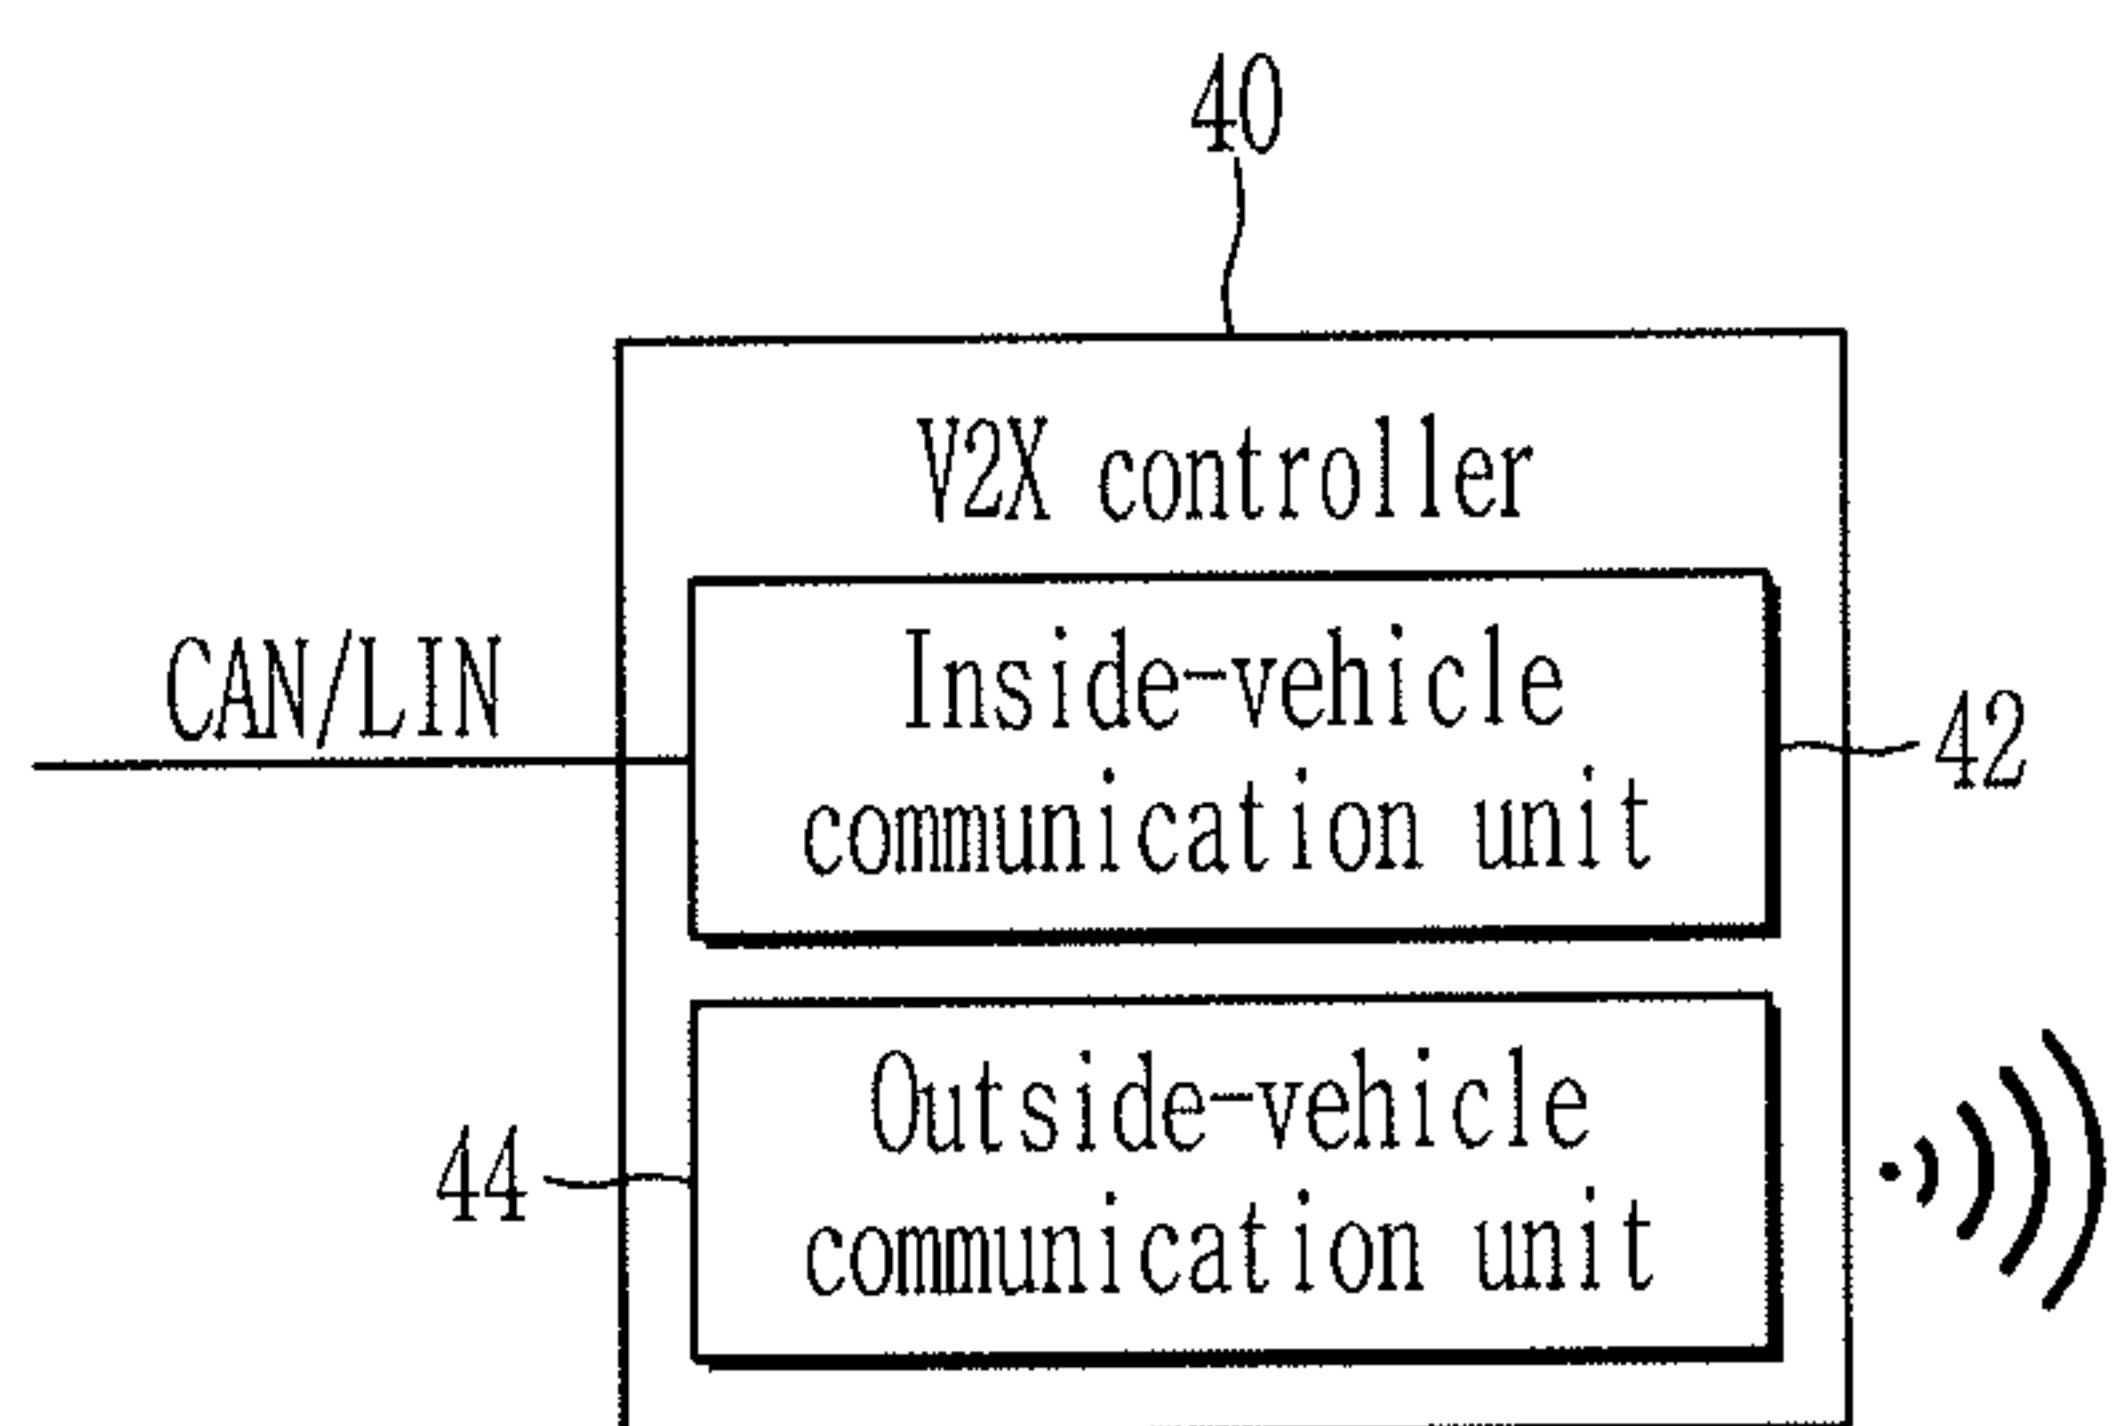 40
V2X controller
CAN/LIN
Inside-vehicle
communication unit
42
44
Outside-vehicle
communication unit